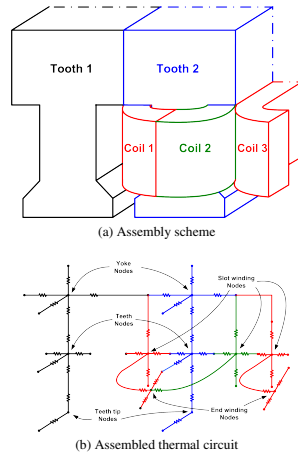 Tooth 1
Tooth 2
Coil 1
Coil 2
Coil 3
(a) Assembly scheme
Yoke
Nodes
Slot winding
Nodes
Teeth
Nodes
Teeth tip
Nodes
End winding
Nodes
(b) Assembled thermal circuit